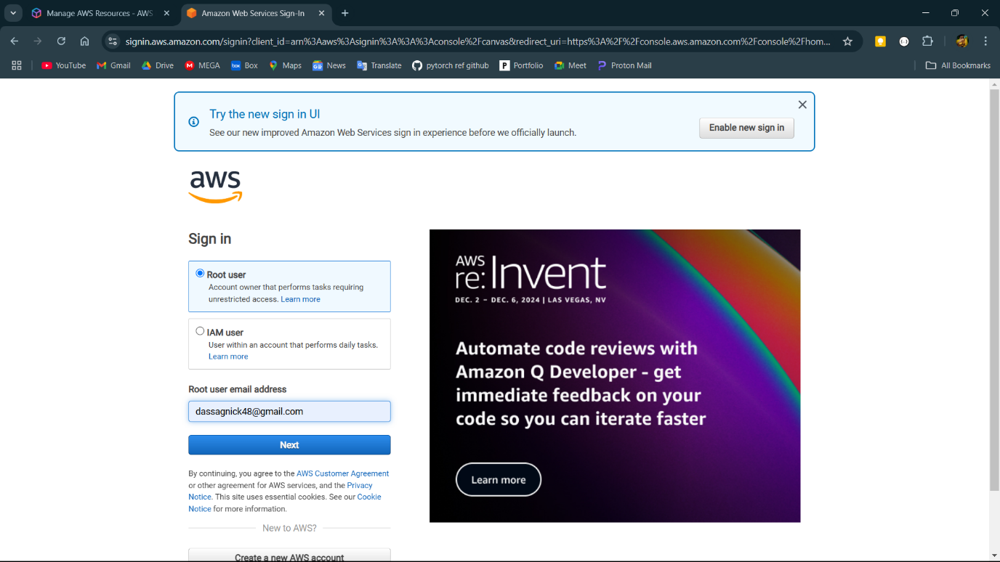 Manage AWS Resources - AWS
Amazon Web Services Sign-In
signin.aws.amazon.com/signin?client_id=arn%3Aaws%3Asignin%3A%3A%3Aconsole%2Fcanvas&redirect_uri=https%3A%2F%2Fconsole.aws.amazon.com%2Fconsole%2Fhom...
YouTube Gmail Drive MEGA box Box Maps News Translate pytorch ref github P Portfolio Meet Proton Mail All Bookmarks
Try the new sign in UI
See our new improved Amazon Web Services sign in experience before we officially launch.
Enable new sign in
aws
Sign in
Root user
Account owner that performs tasks requiring
unrestricted access. Learn more
IAM user
User within an account that performs daily tasks.
Learn more
Root user email address
dassagnick48@gmail.com
Next
By continuing, you agree to the AWS Customer Agreement
or other agreement for AWS services, and the Privacy
Notice. This site uses essential cookies. See our Cookie
Notice for more information.
New to AWS?
Create a new AWS account
AWS
re:Invent
DEC. 2 – DEC. 6, 2024 | LAS VEGAS, NV
Automate code reviews with
Amazon Q Developer - get
immediate feedback on your
code so you can iterate faster
Learn more